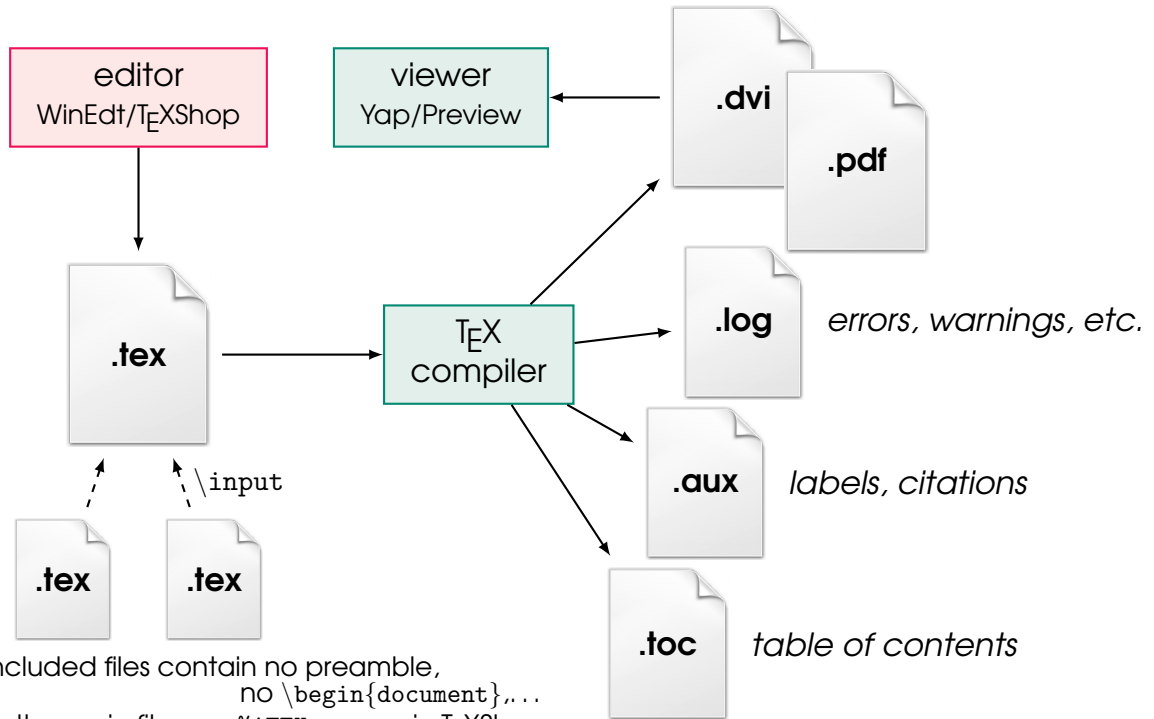 editor
WinEdt/TEXShop
viewer
Yap/Preview
.dvi
.pdf
.tex
TEX
compiler
.log
errors, warnings, etc.
\input
.aux
labels, citations
.tex
.tex
.toc
table of contents
files contain no preamble,
no \begin{document},...